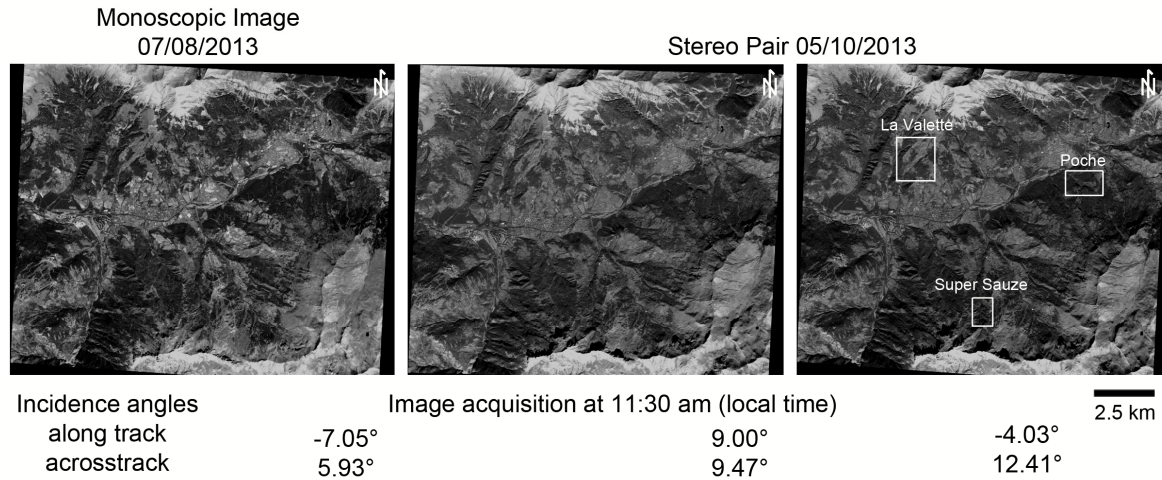 Monoscopic Image
07/08/2013
Stereo Pair 05/10/2013
N
N
N
La Valette
Poche
Super Sauze
2.5 km
Incidence angles
Image acquisition at 11:30 am (local time)
along track
-7.05°
9.00°
-4.03°
acrosstrack
5.93°
9.47°
12.41°